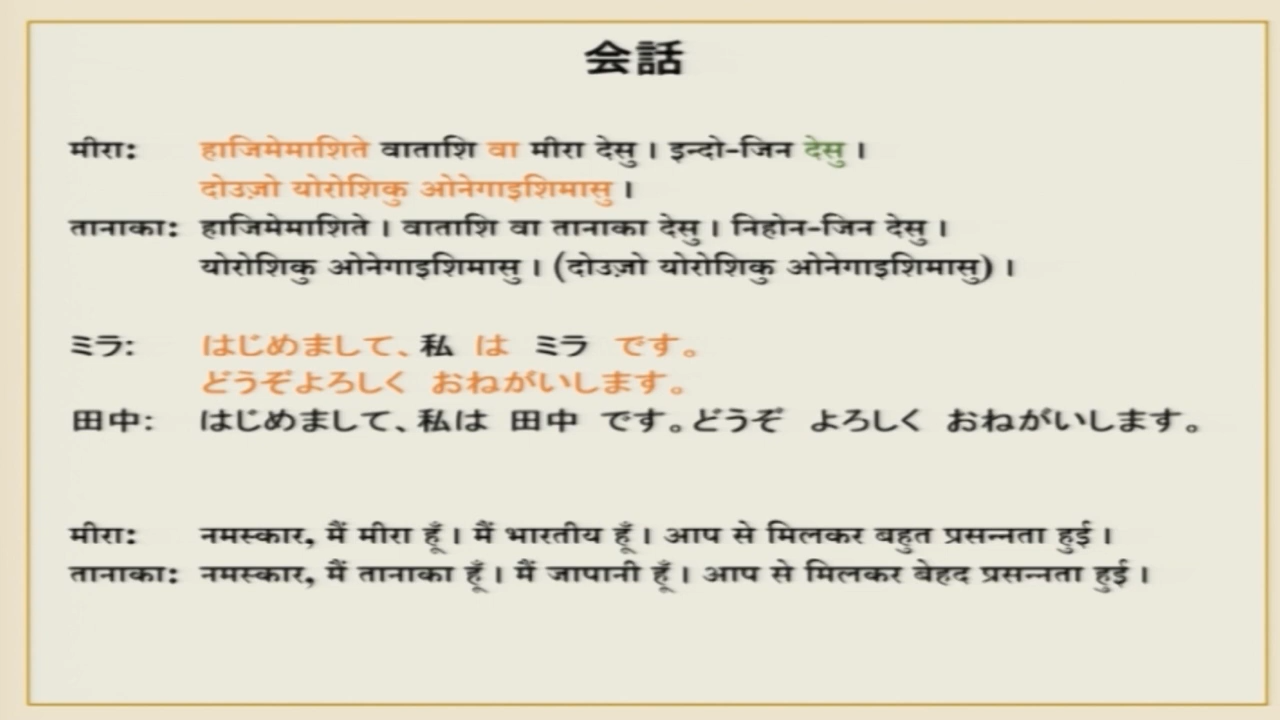 会話
मीरा: हाजिमेमाशिते वाताशि वा मीरा देसु । इन्दो-जिन देसु ।
दोउज़ो योरोशिकु ओनेगाइशिमासु ।
तानाका: हाजिमेमाशिते । वाताशि वा तानाका देसु । निहोन-जिन देसु ।
योरोशिकु ओनेगाइशिमासु । (दोउज़ो योरोशिकु ओनेगाइशिमासु) ।
ミラ: はじめまして、私 は ミラ です。
どうぞよろしく おねがいします。
田中: はじめまして、私は 田中 です。どうぞ よろしく おねがいします。
मीरा: नमस्कार, मैं मीरा हूँ । मैं भारतीय हूँ । आप से मिलकर बहुत प्रसन्नता हुई ।
तानाका: नमस्कार, मैं तानाका हूँ । मैं जापानी हूँ । आप से मिलकर बेहद प्रसन्नता हुई ।